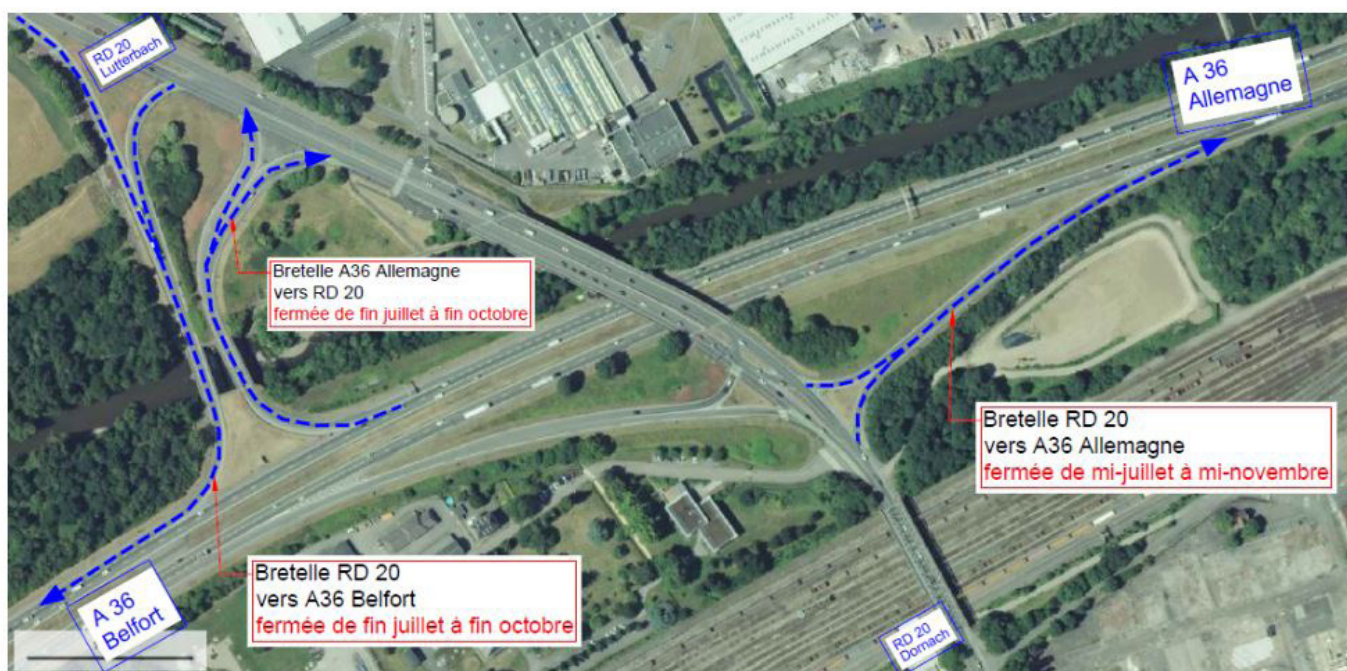 RD 20
Lutterbach
A 36
Allemagne
Bretelle A36 Allemagne
vers RD 20
fermée de fin juillet à fin octobre
Bretelle RD 20
vers A36 Allemagne
fermée de mi-juillet à mi-novembre
Bretelle RD 20
vers A36 Belfort
fermée de fin juillet à fin octobre
A 36
Belfort
RD 20
Dornach